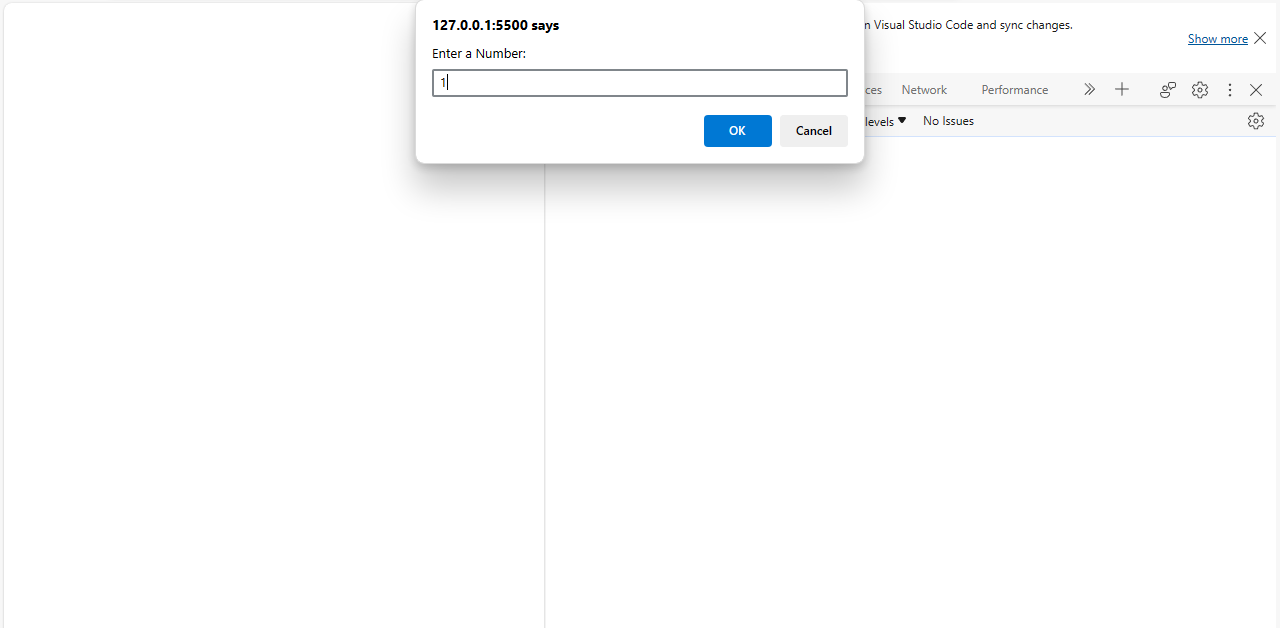 127.0.0.1:5500 says
Enter a Number:
1
OK
Cancel
Visual Studio Code and sync changes.
Show more
Network
Performance
levels
No Issues